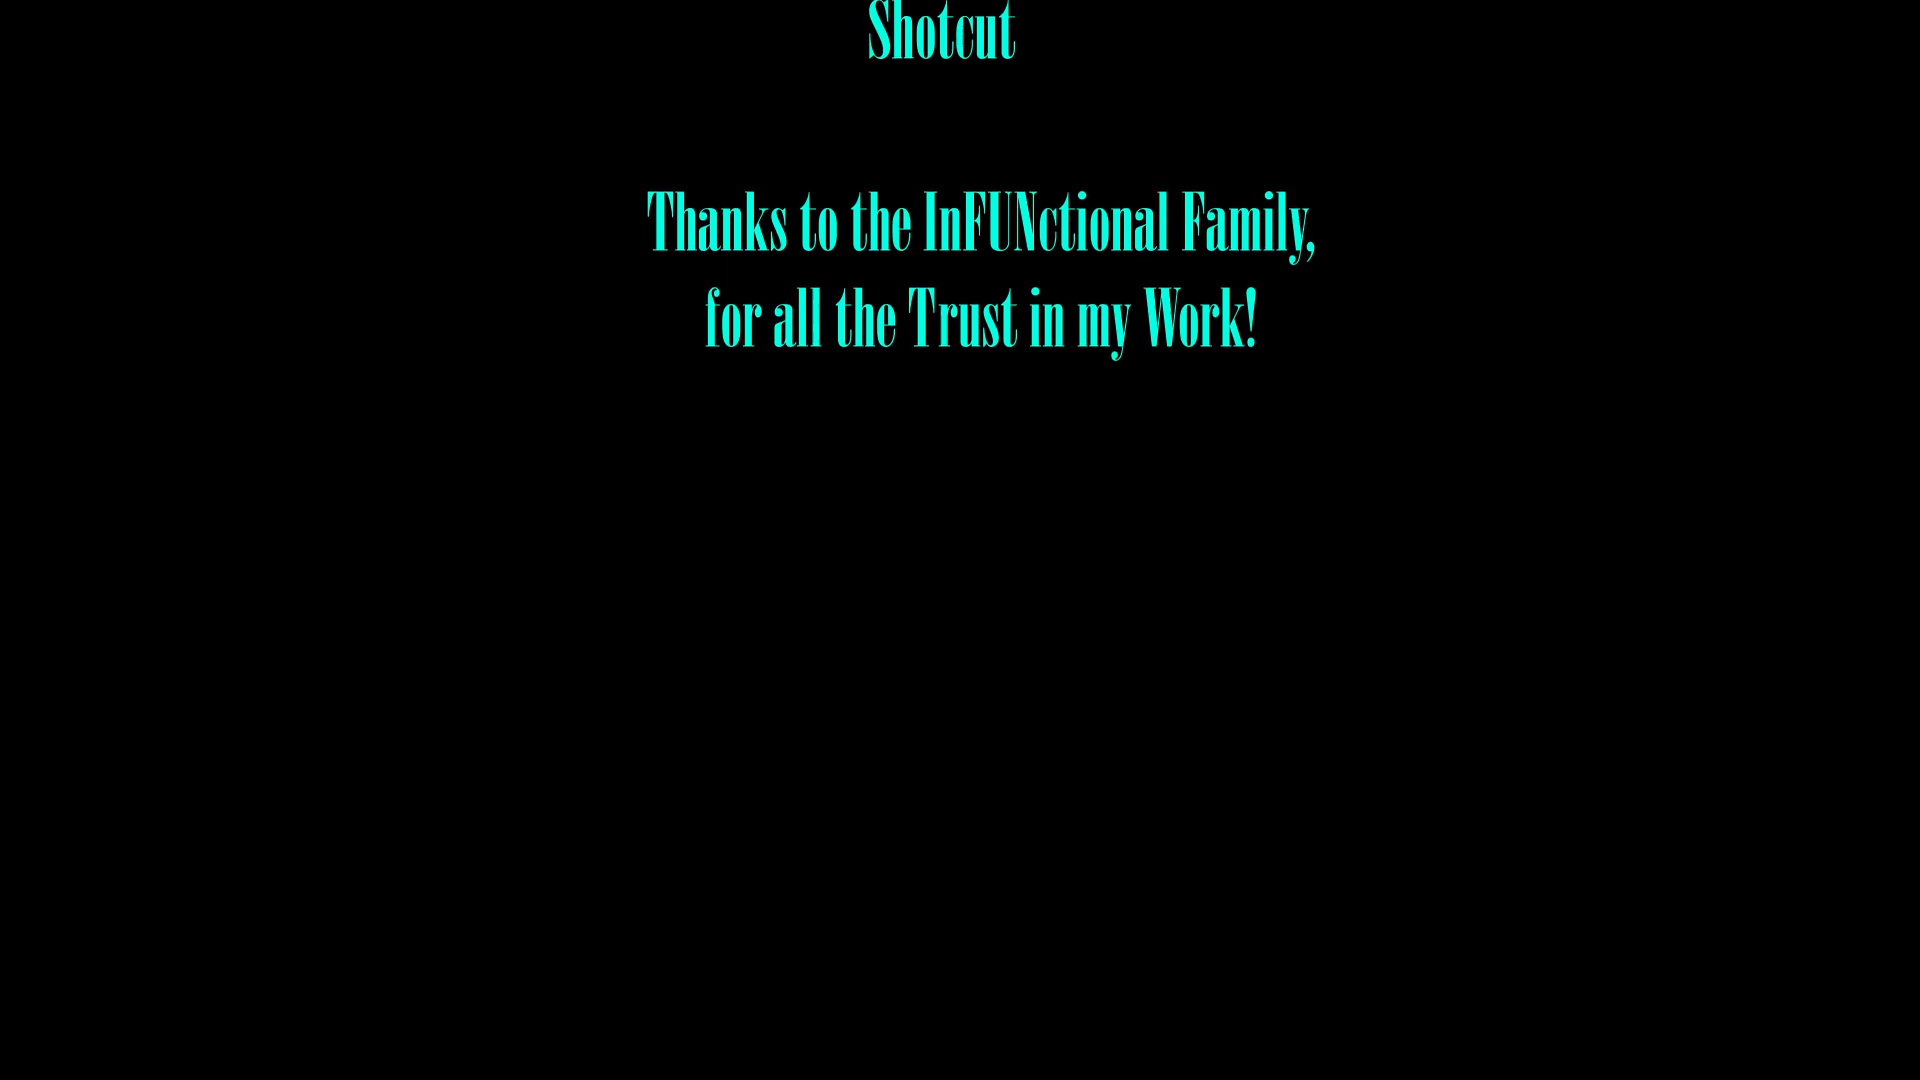 Shotcut
Thanks to the InFUNctional Family,
for all the Trust in my Work!